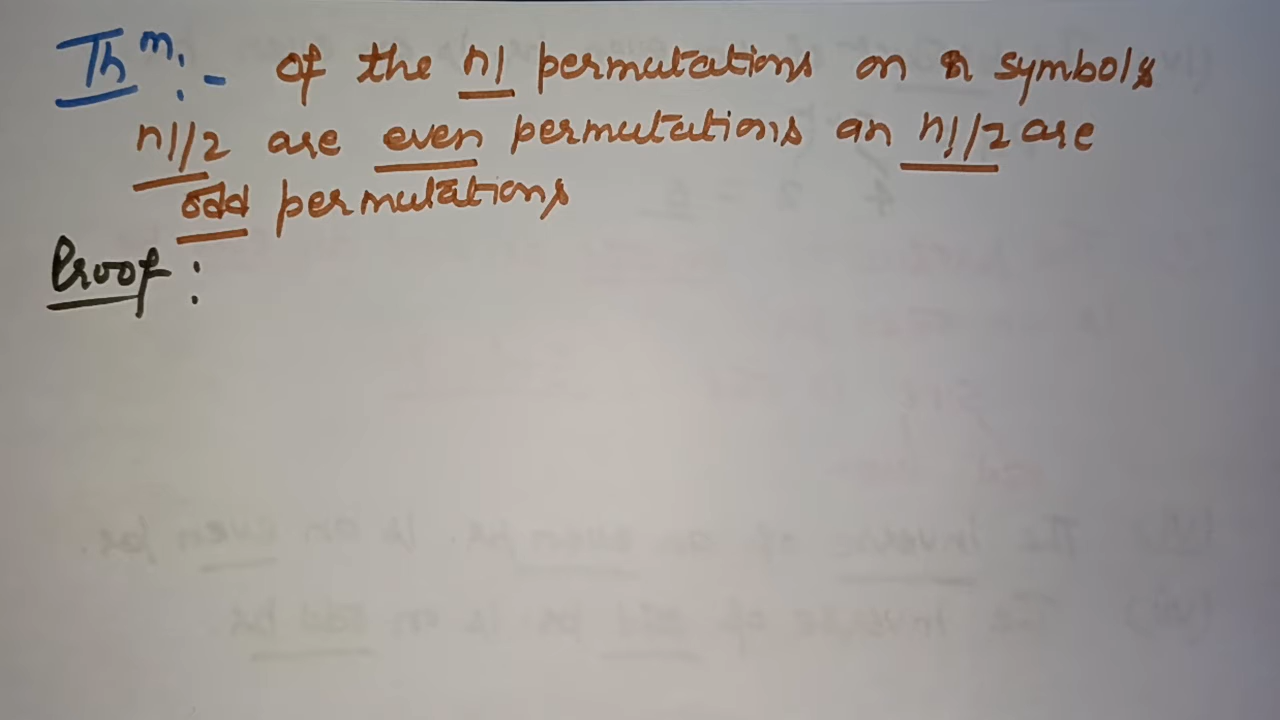 Thm:- of the n! permutations on n symbols
n!/2 are even permutations an n!/2 are
odd permutations
Proof: